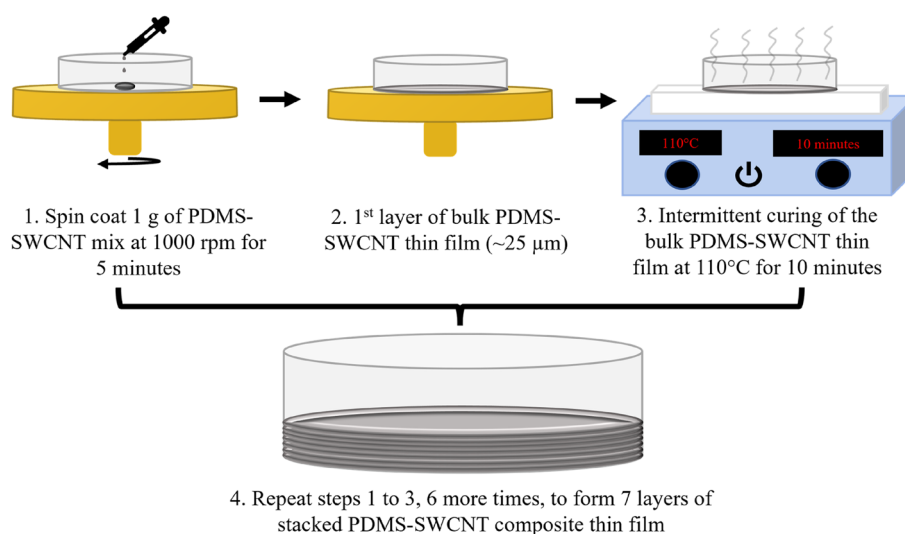 110°C
10 minutes
1. Spin coat 1 g of PDMS-
SWCNT mix at 1000 rpm for
5 minutes
2. 1st layer of bulk PDMS-
SWCNT thin film (~25 µm)
3. Intermittent curing of the
bulk PDMS-SWCNT thin
film at 110°C for 10 minutes
4. Repeat steps 1 to 3, 6 more times, to form 7 layers of
stacked PDMS-SWCNT composite thin film